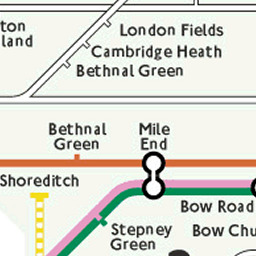 ton
land
London Fields
Cambridge Heath
Bethnal Green
Bethnal
Green
Mile
End
Shoreditch
Bow Road
Stepney
Green
Bow Chu